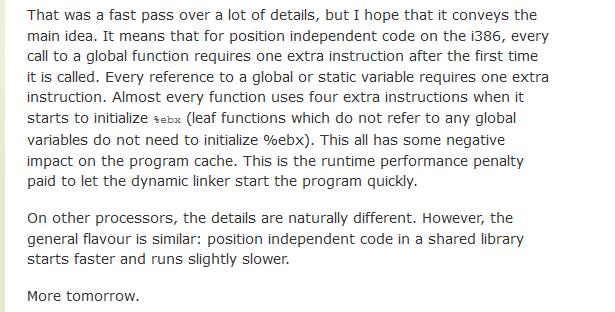 That was a fast pass over a lot of details, but I hope that it conveys the
main idea. It means that for position independent code on the i386, every
call to a global function requires one extra instruction after the first time
it is called. Every reference to a global or static variable requires one extra
instruction. Almost every function uses four extra instructions when it
starts to initialize %ebx (leaf functions which do not refer to any global
variables do not need to initialize %ebx). This all has some negative
impact on the program cache. This is the runtime performance penalty
paid to let the dynamic linker start the program quickly.
On other processors, the details are naturally different. However, the
general flavour is similar: position independent code in a shared library
starts faster and runs slightly slower.
More tomorrow.